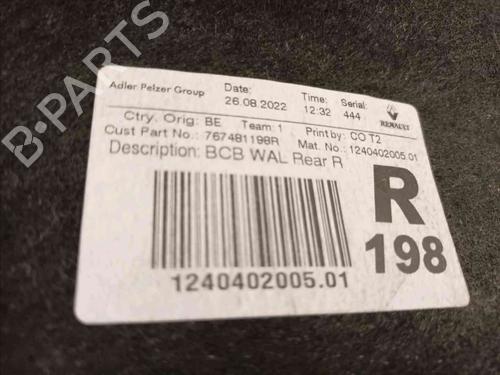 B-PARTS
Adler Pelzer Group
Date:
26.08.2022
Time:
12:32
Serial:
444
RENAULT
Ctry. Orig: BE Team: 1 Print by: CO T2
Cust Part No.: 767481198R Mat. No.: 1240402005.01
Description: BCB WAL Rear R
R
198
1240402005.01